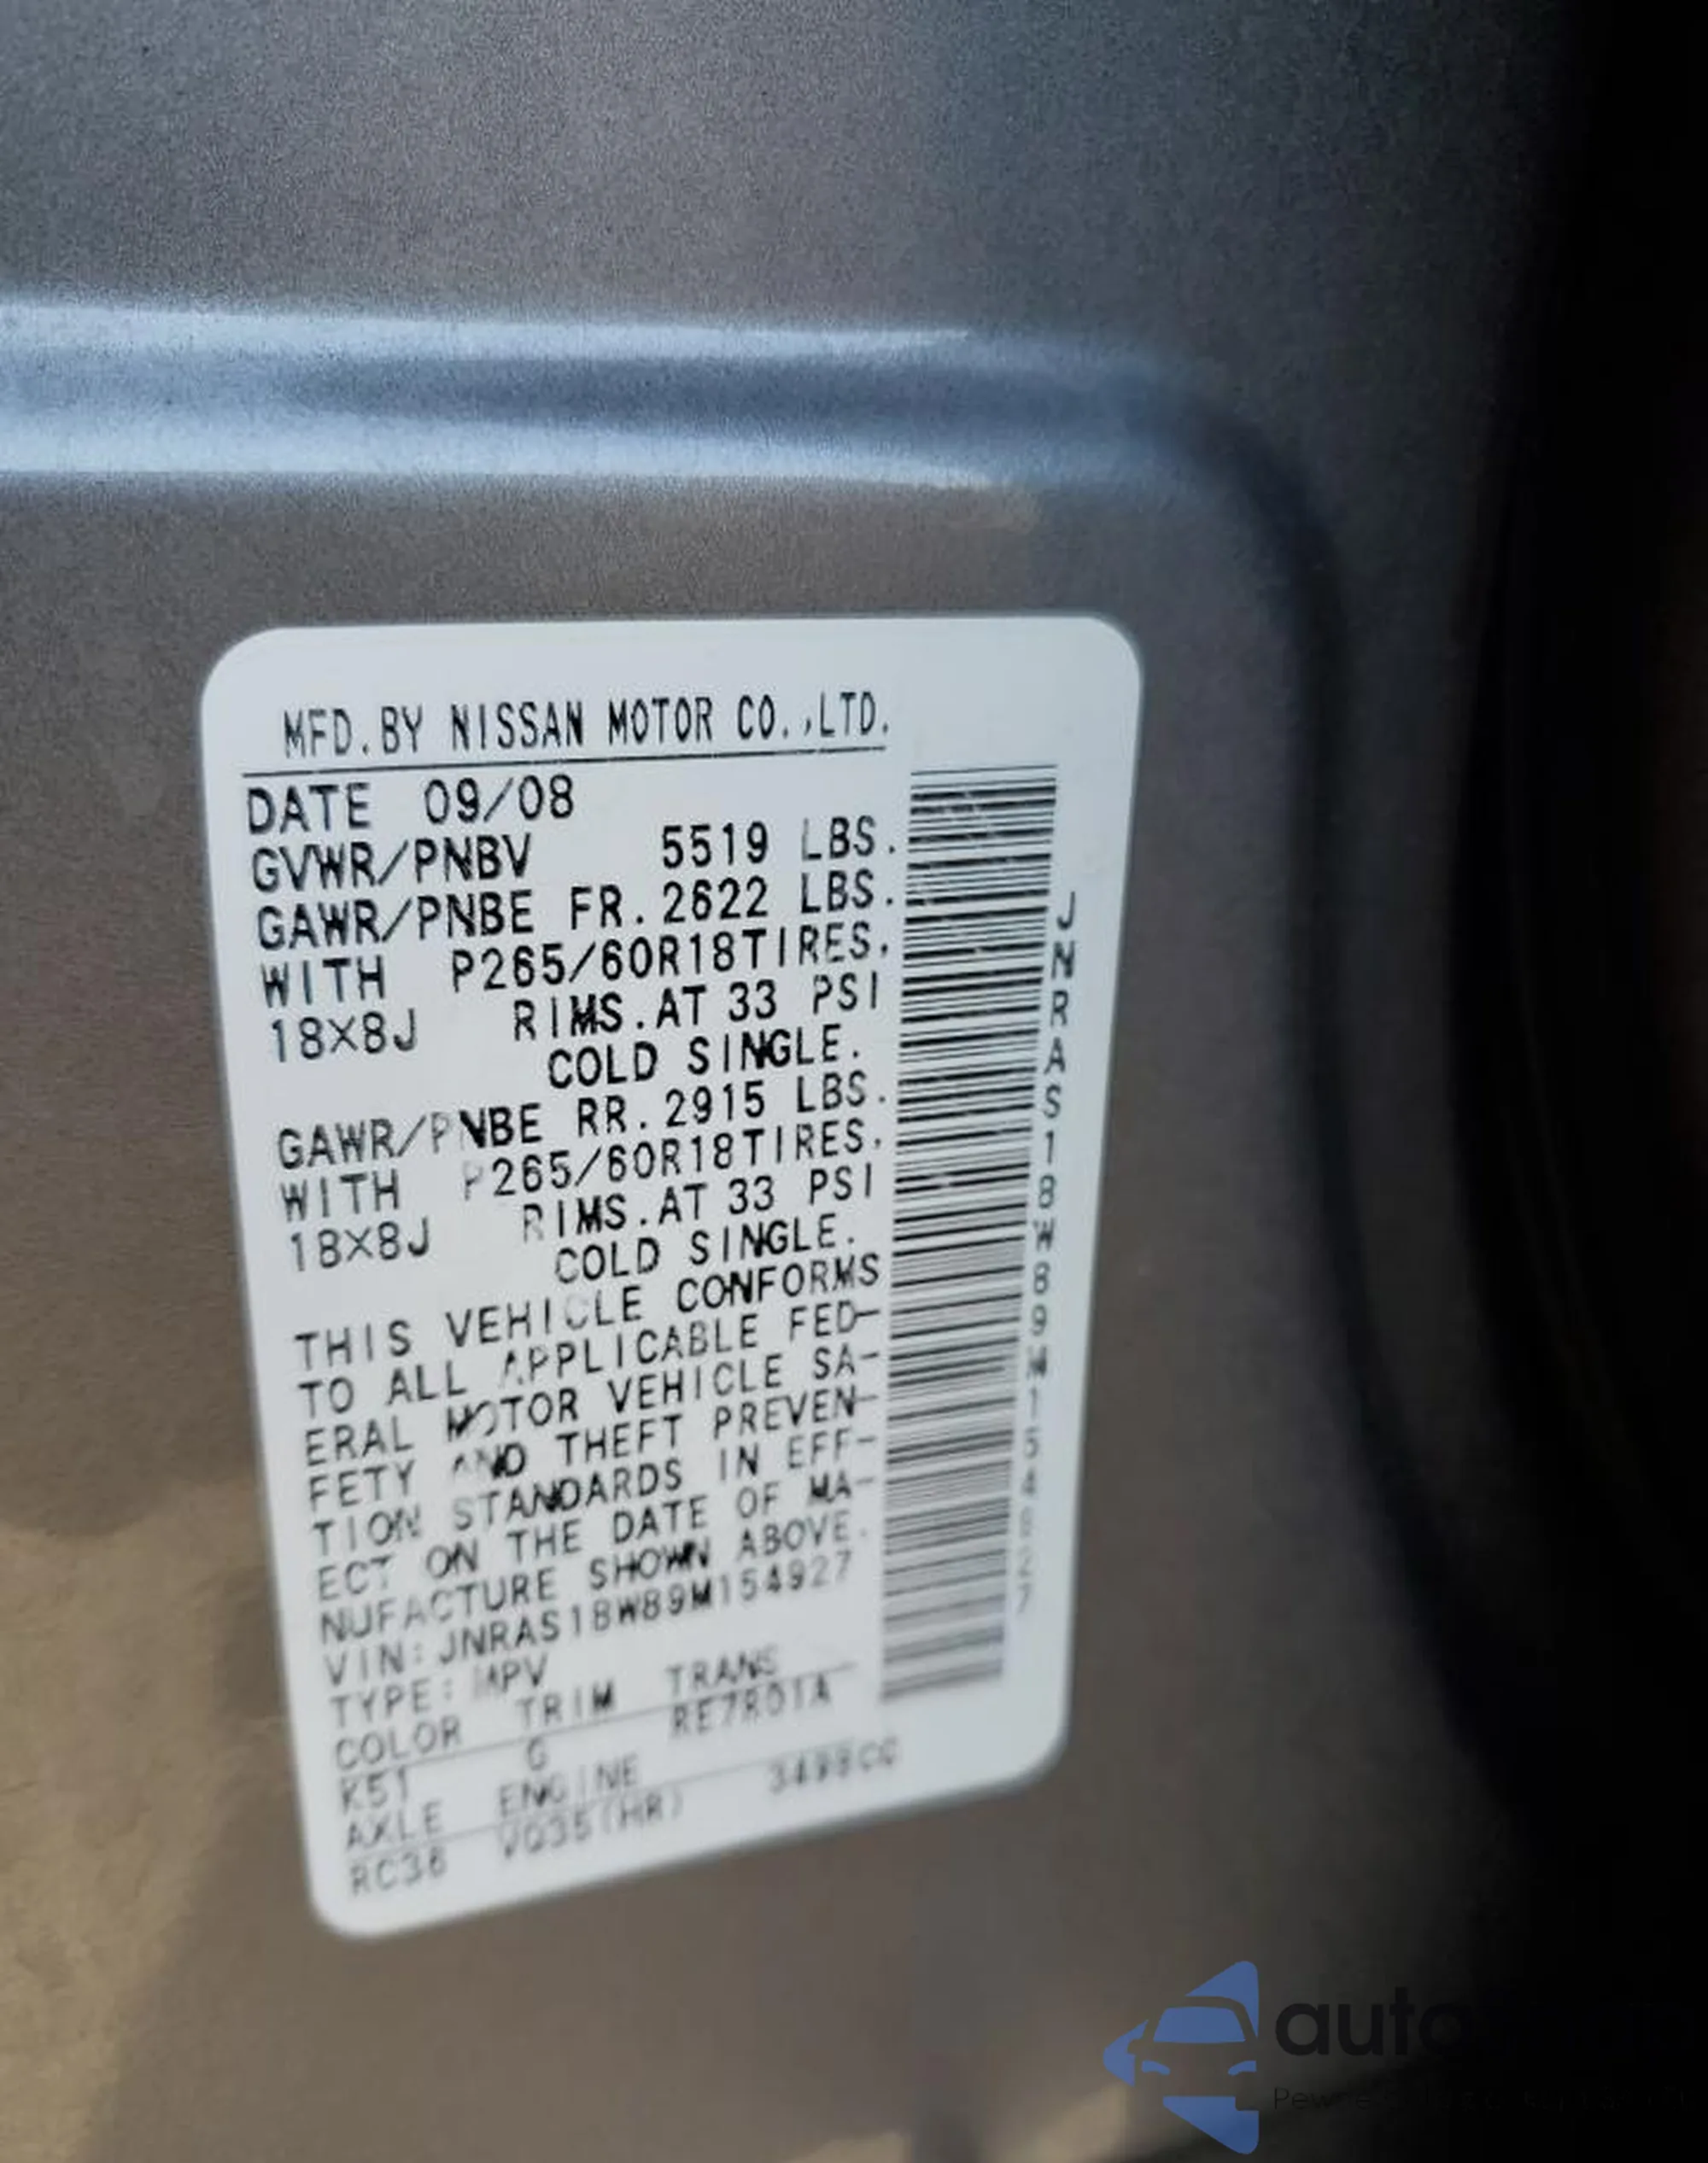 MFD.BY NISSAN MOTOR CO.,LTD.
DATE 09/08
GVWR/PNBV 5519 LBS.
GAWR/PNBE FR.2622 LBS.
WITH P265/60R18TIRES.
18X8J RIMS.AT 33 PSI
COLD SINGLE.
GAWR/PNBE RR.2915 LBS.
WITH P265/60R18TIRES.
18X8J RIMS.AT 33 PSI
COLD SINGLE.
THIS VEHICLE CONFORMS
TO ALL APPLICABLE FED-
ERAL MOTOR VEHICLE SA-
FETY AND THEFT PREVEN-
TION STANDARDS IN EFF-
ECT ON THE DATE OF MA-
NUFACTURE SHOWN ABOVE.
VIN:JNRAS18W89M154927
TYPE:MPV
COLOR TRIM TRANS
K51 G RE7R01A
AXLE ENGINE
RC36 VQ35(HR) 3498CC